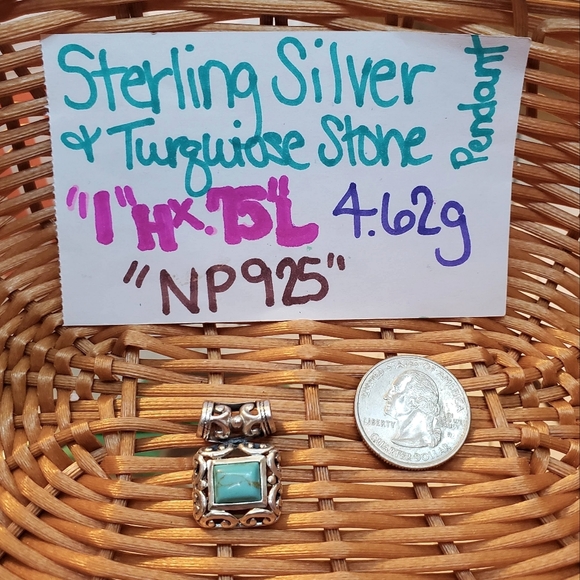 Sterling Silver
& Turquiose Stone
Pendant
"1"H x .75"L 4.62g
"NP925"
LIBERTY
QUARTER DOLLAR